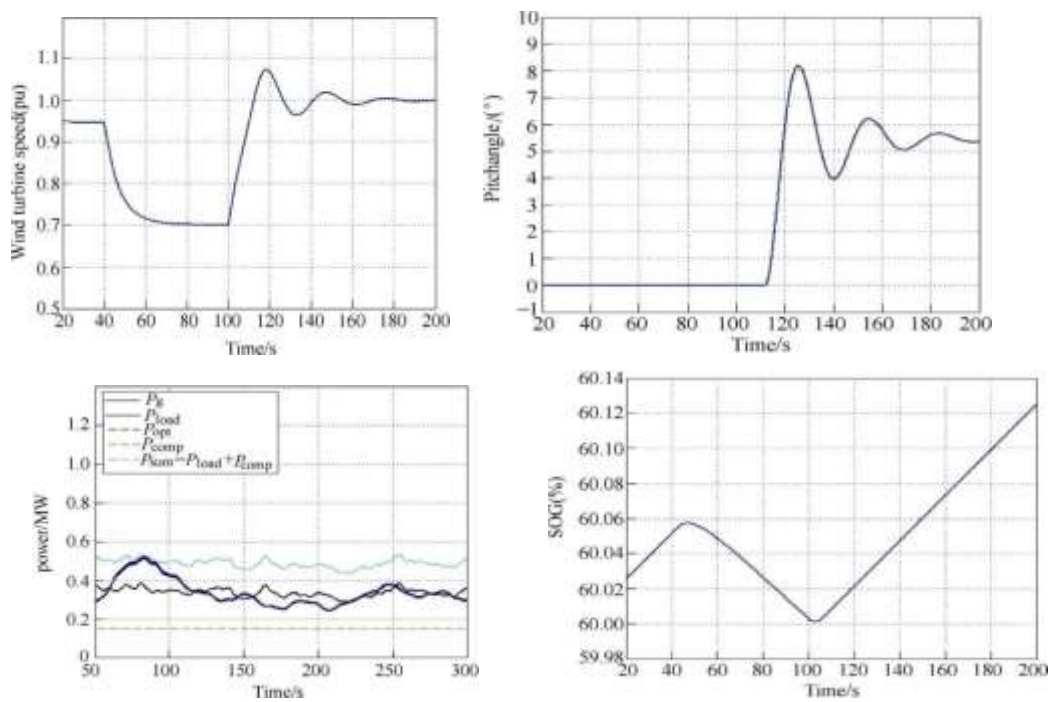 Wind turbine speed(pu)
1.1
1.0
0.9
0.8
0.7
0.6
0.5
20 40 60 80 100 120 140 160 180 200
Time/s
Pitchangle/(°)
10
9
8
7
6
5
4
3
2
1
0
−1
20 40 60 80 100 120 140 160 180 200
Time/s
power/MW
1.2
1.0
0.8
0.6
0.4
0.2
0
50 100 150 200 250 300
Time/s
Pg
Pload
Popt
Pcomp
Psum=Pload+Pcomp
SOG(%)
60.14
60.12
60.10
60.08
60.06
60.04
60.02
60.00
59.98
20 40 60 80 100 120 140 160 180 200
Time/s